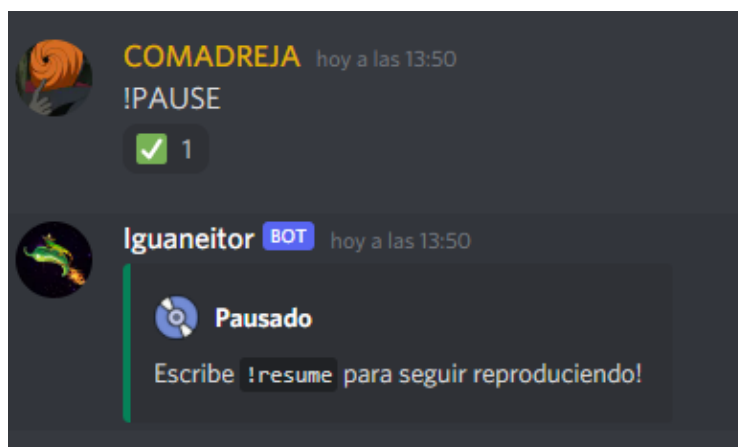 COMADREJA hoy a las 13:50
!PAUSE
1
Iguaneitor BOT hoy a las 13:50
Pausado
Escribe !resume para seguir reproduciendo!